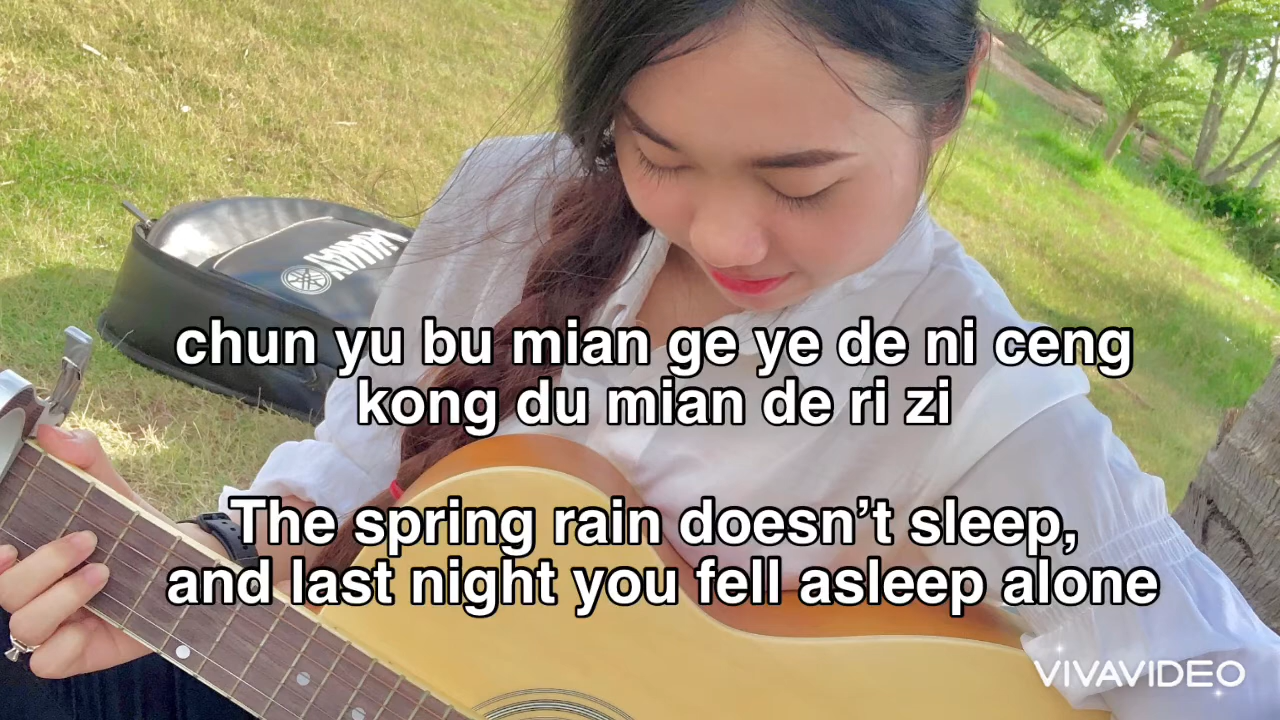 YAMAHA
chun yu bu mian ge ye de ni ceng
kong du mian de ri zi
The spring rain doesn’t sleep,
and last night you fell asleep alone
VIVAVIDEO